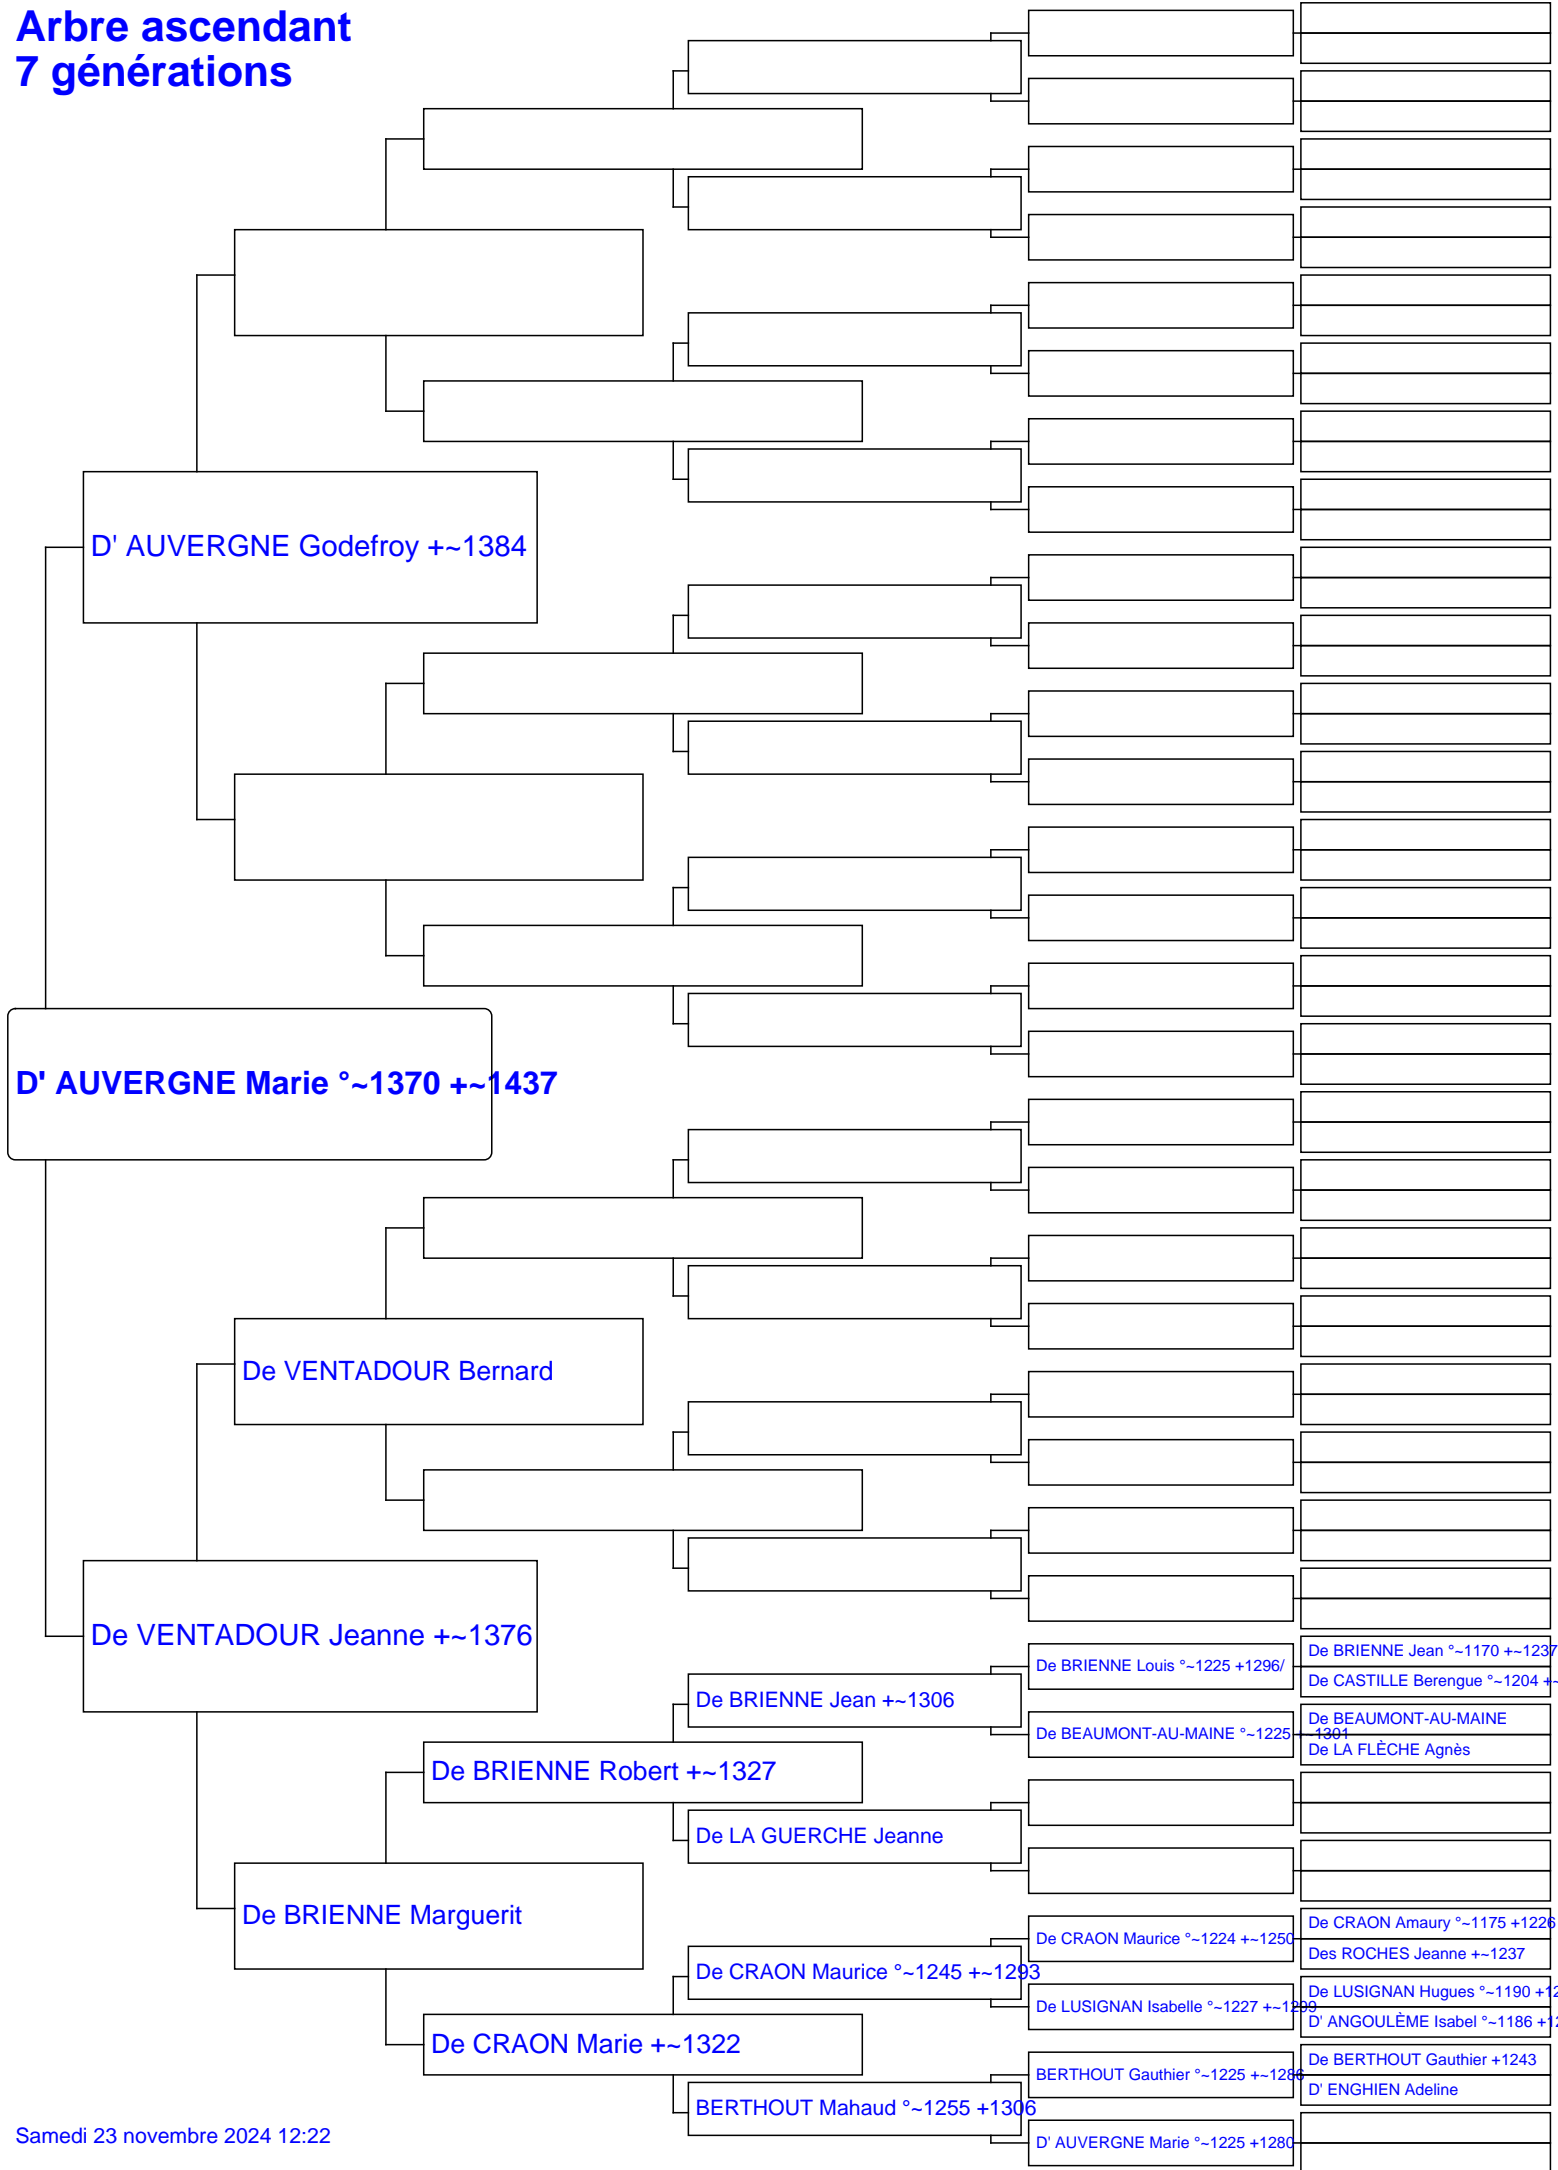 Arbre ascendant
7 générations
D' AUVERGNE Godefroy +~1384
D' AUVERGNE Marie °~1370 +~1437
De VENTADOUR Bernard
De VENTADOUR Jeanne +~1376
De BRIENNE Jean °~1170 +~1237
De BRIENNE Louis °~1225 +1296/
De CASTILLE Berengue °~1204 +~
De BRIENNE Jean +~1306
De BEAUMONT-AU-MAINE
De BEAUMONT-AU-MAINE °~1225 +~1301
De LA FLÈCHE Agnès
De BRIENNE Robert +~1327
De LA GUERCHE Jeanne
De BRIENNE Marguerit
De CRAON Amaury °~1175 +1226
De CRAON Maurice °~1224 +~1250
Des ROCHES Jeanne +~1237
De CRAON Maurice °~1245 +~1293
De LUSIGNAN Hugues °~1190 +12
De LUSIGNAN Isabelle °~1227 +~1299
D' ANGOULÈME Isabel °~1186 +12
De CRAON Marie +~1322
De BERTHOUT Gauthier +1243
BERTHOUT Gauthier °~1225 +~1286
D' ENGHIEN Adeline
BERTHOUT Mahaud °~1255 +1306
D' AUVERGNE Marie °~1225 +1280
Samedi 23 novembre 2024 12:22